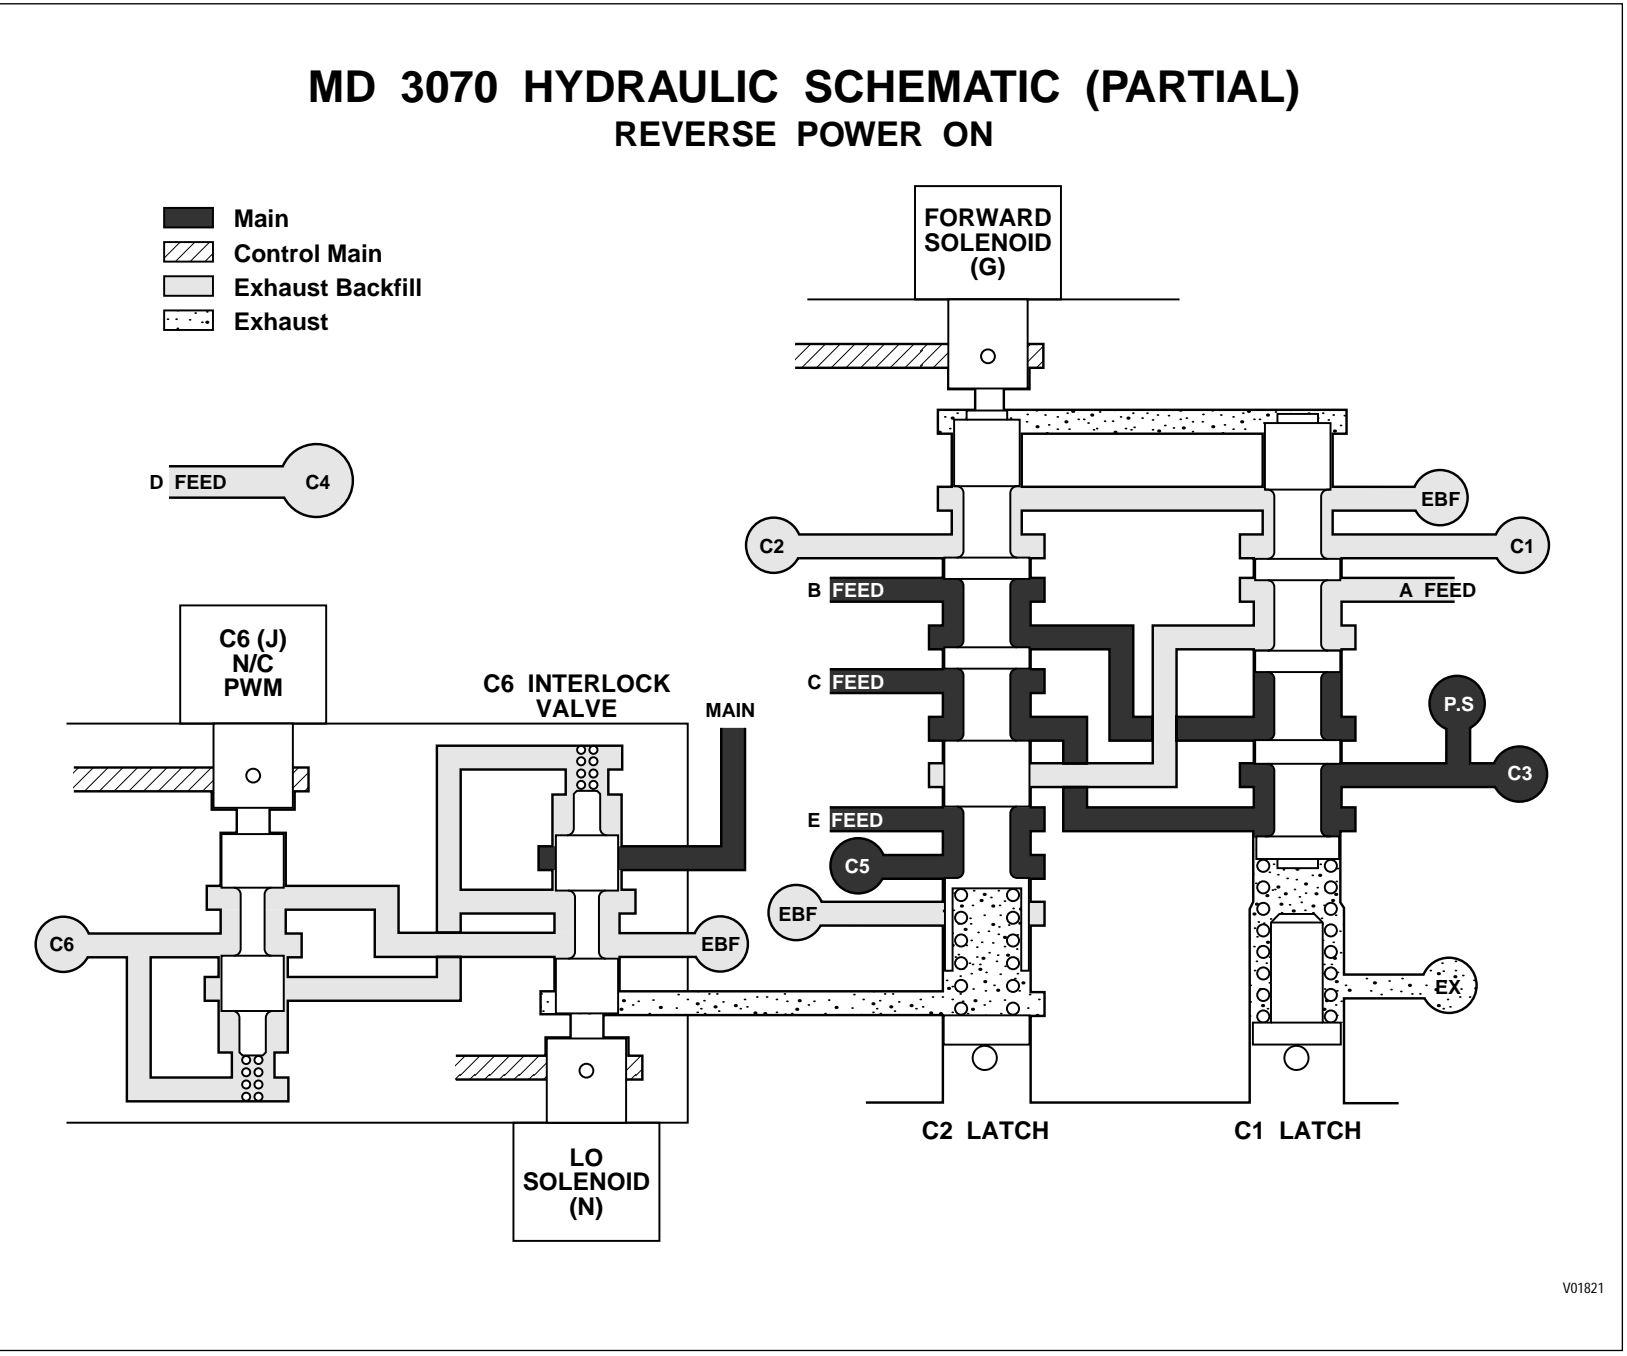 MD 3070 HYDRAULIC SCHEMATIC (PARTIAL)
REVERSE POWER ON
Main
Control Main
Exhaust Backfill
Exhaust
FORWARD
SOLENOID
(G)
D FEED
C4
EBF
C2
C1
B FEED
A FEED
C6 (J)
N/C
PWM
C6 INTERLOCK
VALVE
MAIN
C FEED
P.S
C3
E FEED
C5
EBF
C6
EBF
EX
C2 LATCH
C1 LATCH
LO
SOLENOID
(N)
V01821